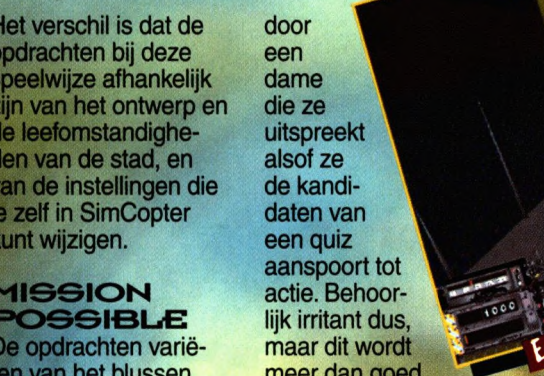 Het verschil is dat de
opdrachten bij deze
speelwijze afhankelijk
zijn van het ontwerp en
de leefomstandighe-
den van de stad, en
van de instellingen die
je zelf in SimCopter
kunt wijzigen.
MISSION
POSSIBLE
De opdrachten varië-
ren van het blussen
door
een
dame
die ze
uitspreekt
alsof ze
de kandi-
daten van
een quiz
aanspoort tot
actie. Behoor-
lijk irritant dus,
maar dit wordt
meer dan goed
1000
E